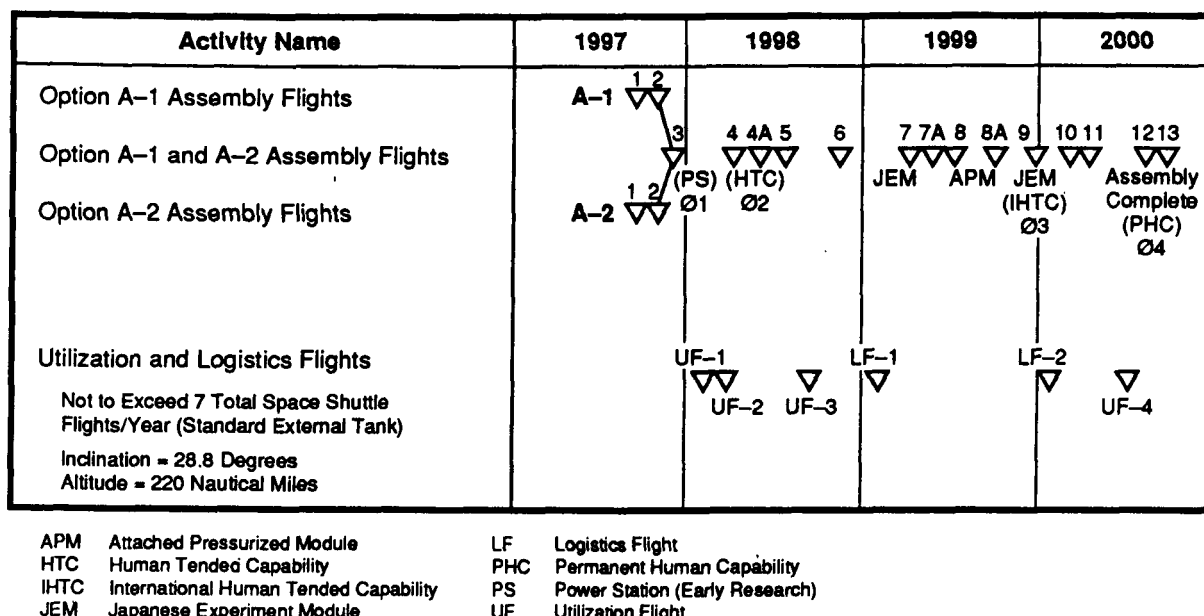 Activity Name 1997 1998 1999 2000
1 2
Option A–1 Assembly Flights A–1
3 4 4A 5 6 7 7A 8 8A 9 10 11 12 13
Option A–1 and A–2 Assembly Flights
(PS) (HTC) JEM APM JEM Assembly
1 2 Ø1 Ø2 (IHTC) Complete
Option A–2 Assembly Flights A–2 Ø3 (PHC)
Ø4
Utilization and Logistics Flights UF–1 LF–1 LF–2
UF–2 UF–3 UF–4
Not to Exceed 7 Total Space Shuttle
Flights/Year (Standard External Tank)
Inclination = 28.8 Degrees
Altitude = 220 Nautical Miles
APM Attached Pressurized Module
HTC Human Tended Capability
IHTC International Human Tended Capability
JEM Japanese Experiment Module
LF Logistics Flight
PHC Permanent Human Capability
PS Power Station (Early Research)
UF Utilization Flight